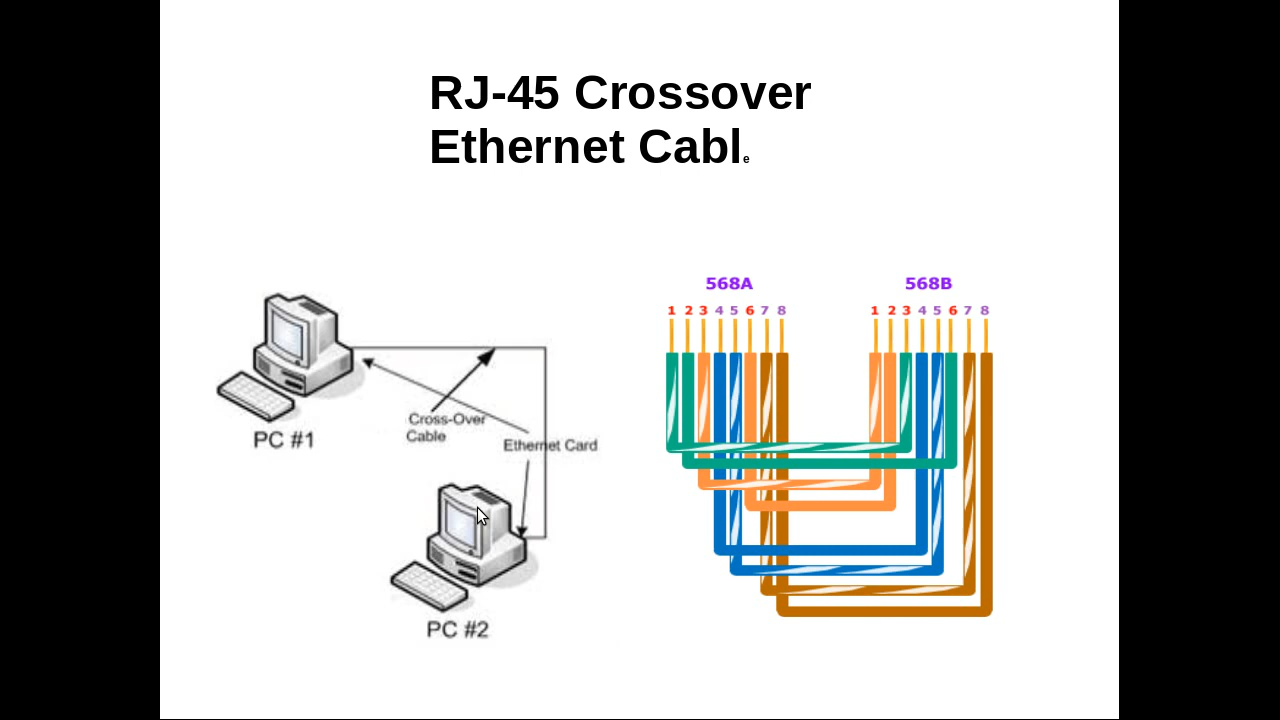 RJ-45 Crossover
Ethernet Cable
568A 568B
1 2 3 4 5 6 7 8 1 2 3 4 5 6 7 8
Cross-Over
Cable
PC #1
Ethernet Card
PC #2